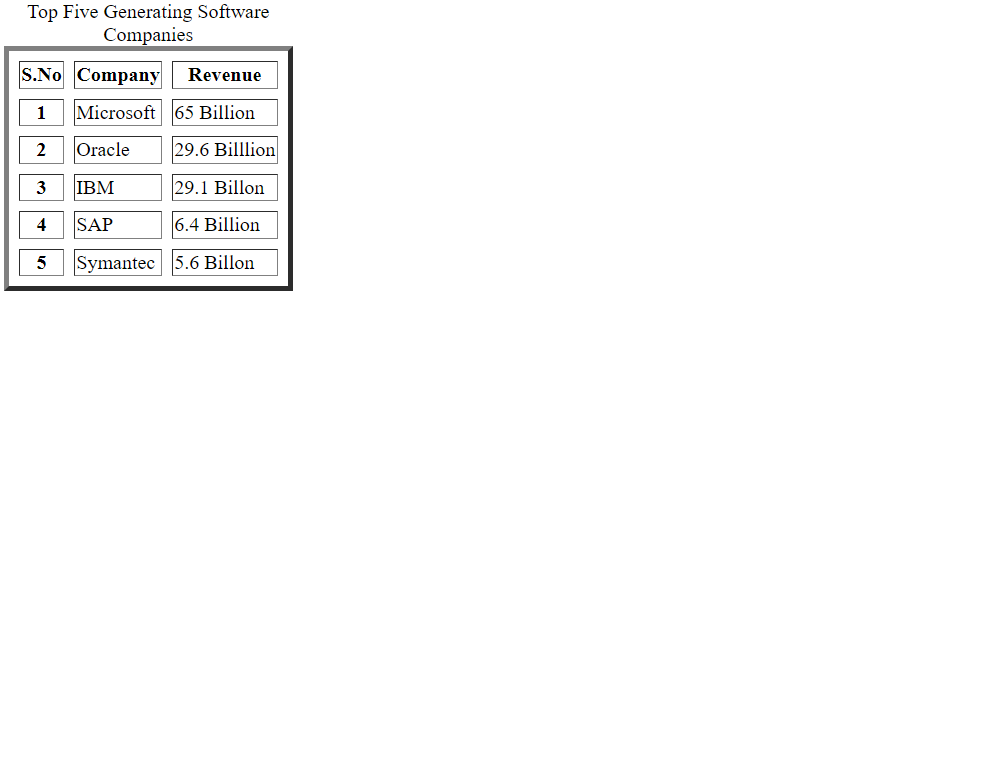 Top Five Generating Software
Companies
S.No Company Revenue
1 Microsoft 65 Billion
2 Oracle 29.6 Billlion
3 IBM 29.1 Billon
4 SAP 6.4 Billion
5 Symantec 5.6 Billon